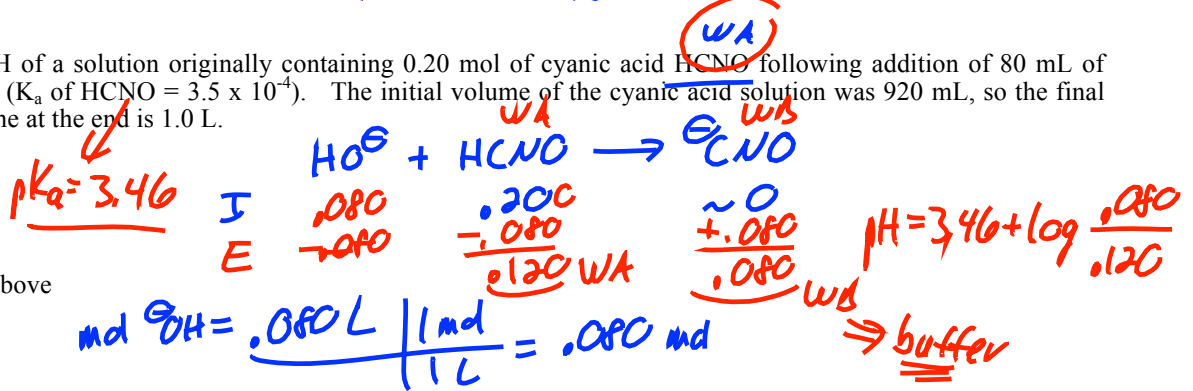 WA
H of a solution originally containing 0.20 mol of cyanic acid HCNO following addition of 80 mL of
(Ka of HCNO = 3.5 x 10⁻⁴). The initial volume of the cyanic acid solution was 920 mL, so the final
me at the end is 1.0 L.
WA WB
HO⊖ + HCNO → ⊖CNO
pKa = 3.46
I .080 .200 ~0
E -.080 -.080 +.080
.120 WA .080 WB
pH = 3.46 + log .080/.120
bove
mol ⊖OH = .080 L | 1 mol / 1 L = .080 mol
⇒ buffer